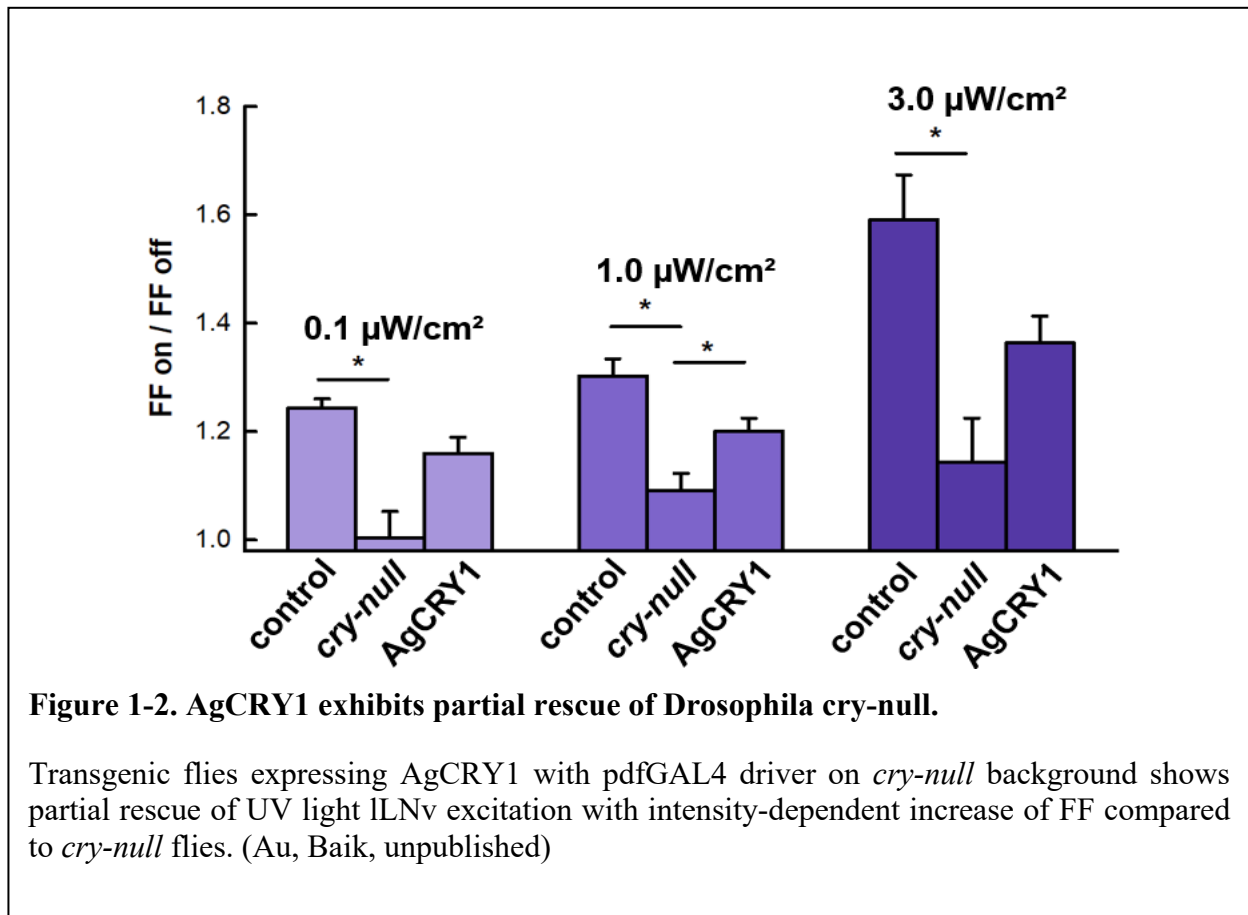 3.0 µW/cm²
*
1.0 µW/cm²
*
*
0.1 µW/cm²
*
FF on / FF off
1.8
1.6
1.4
1.2
1.0
control
cry-null
AgCRY1
control
cry-null
AgCRY1
control
cry-null
AgCRY1
Figure 1-2. AgCRY1 exhibits partial rescue of Drosophila cry-null.
Transgenic flies expressing AgCRY1 with pdfGAL4 driver on cry-null background shows
partial rescue of UV light lLNv excitation with intensity-dependent increase of FF compared
to cry-null flies. (Au, Baik, unpublished)